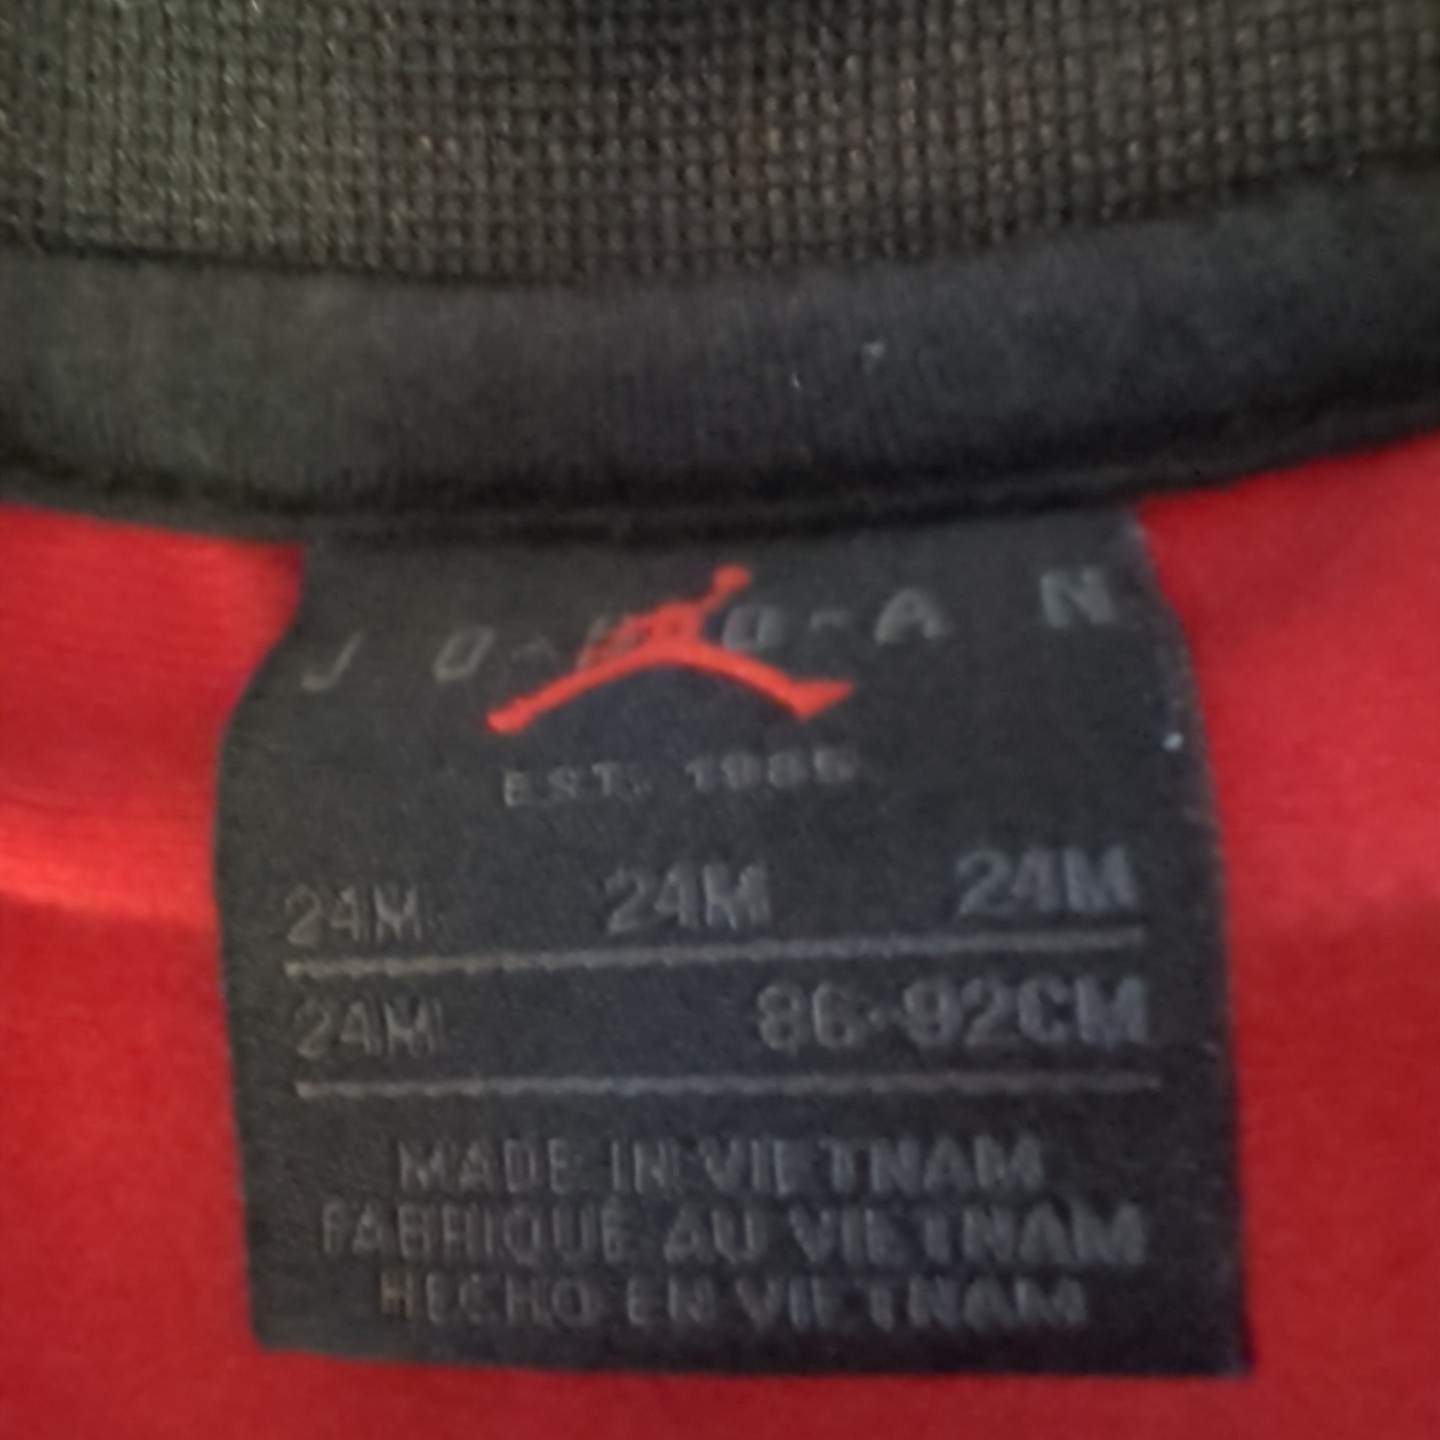 JORDAN
EST. 1985
24M 24M 24M
24M 86-92CM
MADE IN VIETNAM
FABRIQUÉ AU VIETNAM
HECHO EN VIETNAM